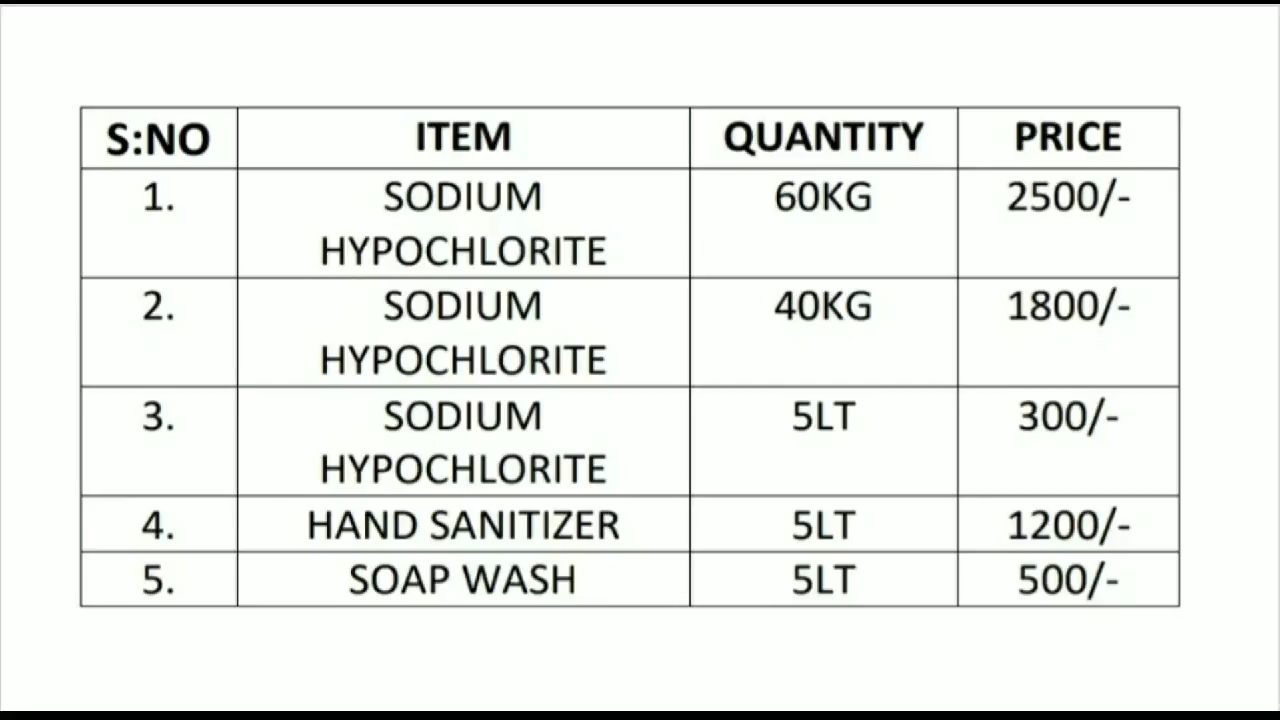 S:NO ITEM QUANTITY PRICE
1. SODIUM HYPOCHLORITE 60KG 2500/-
2. SODIUM HYPOCHLORITE 40KG 1800/-
3. SODIUM HYPOCHLORITE 5LT 300/-
4. HAND SANITIZER 5LT 1200/-
5. SOAP WASH 5LT 500/-